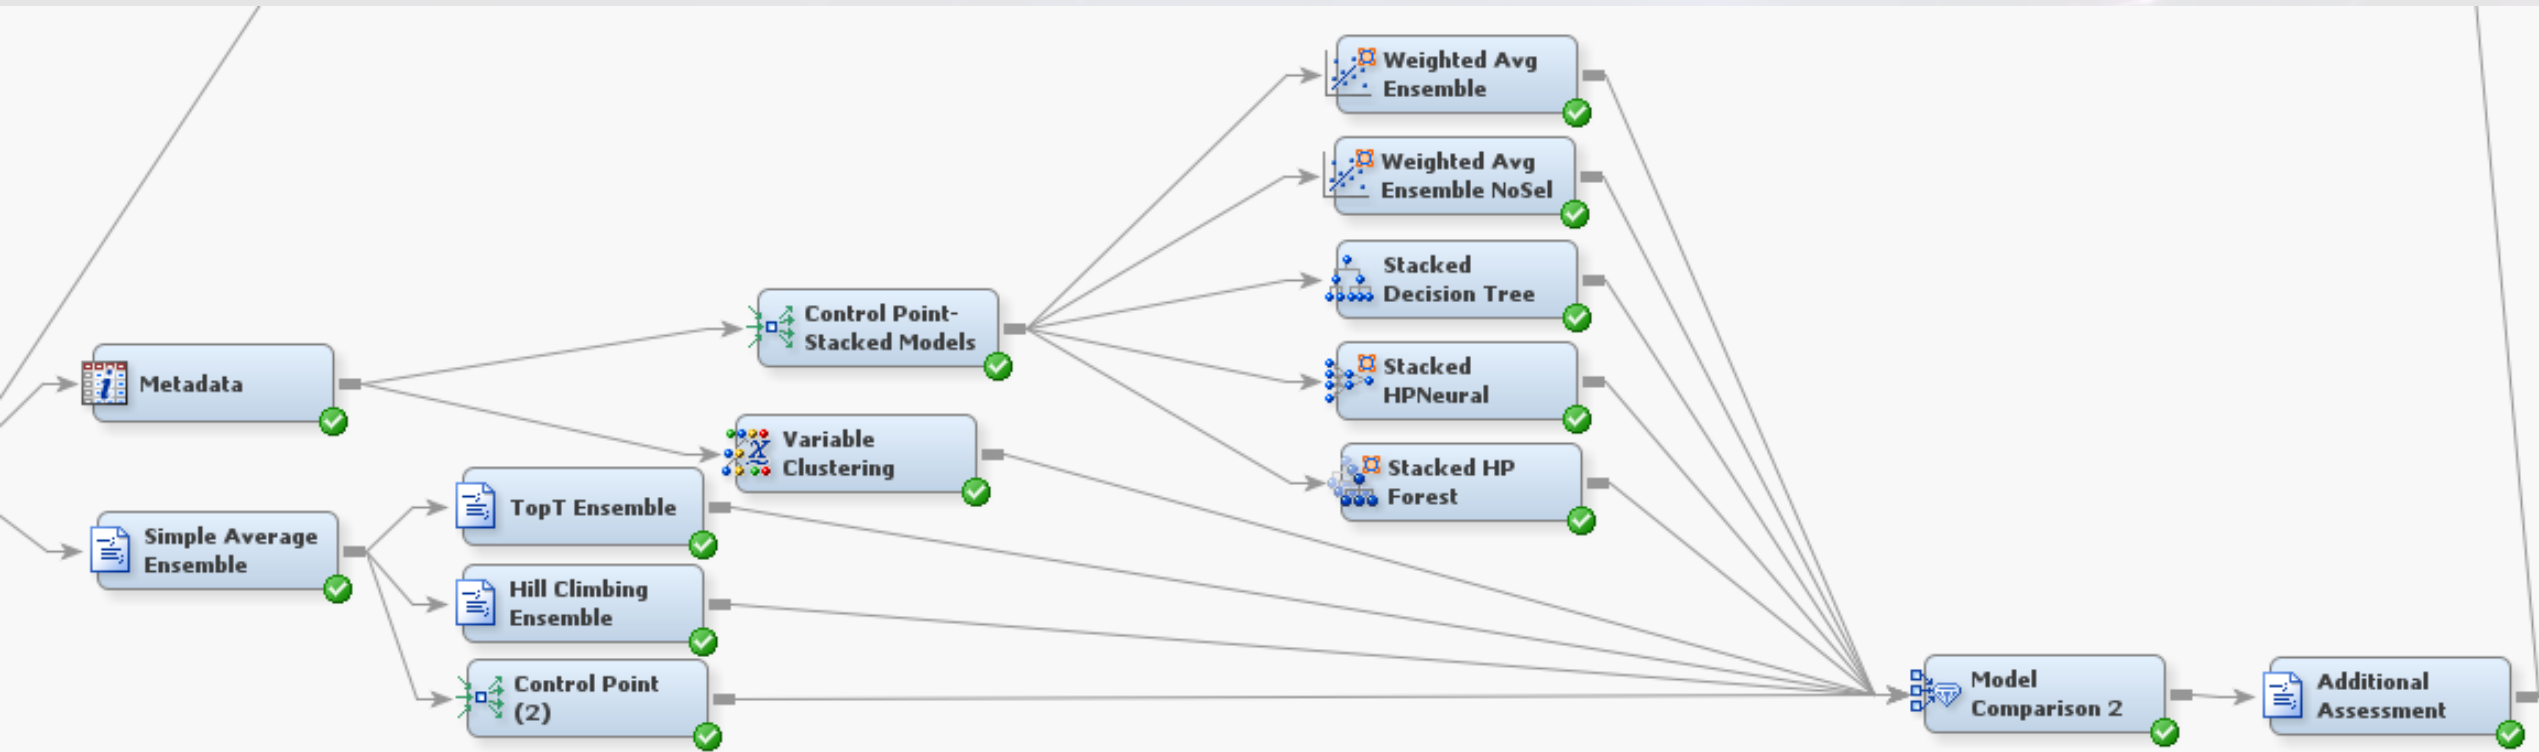 Weighted Avg
Ensemble
Weighted Avg
Ensemble NoSel
Stacked
Decision Tree
Control Point-
Stacked Models
Stacked
HPNeural
Metadata
Variable
Clustering
Stacked HP
Forest
TopT Ensemble
Simple Average
Ensemble
Hill Climbing
Ensemble
Control Point
(2)
Model
Comparison 2
Additional
Assessment